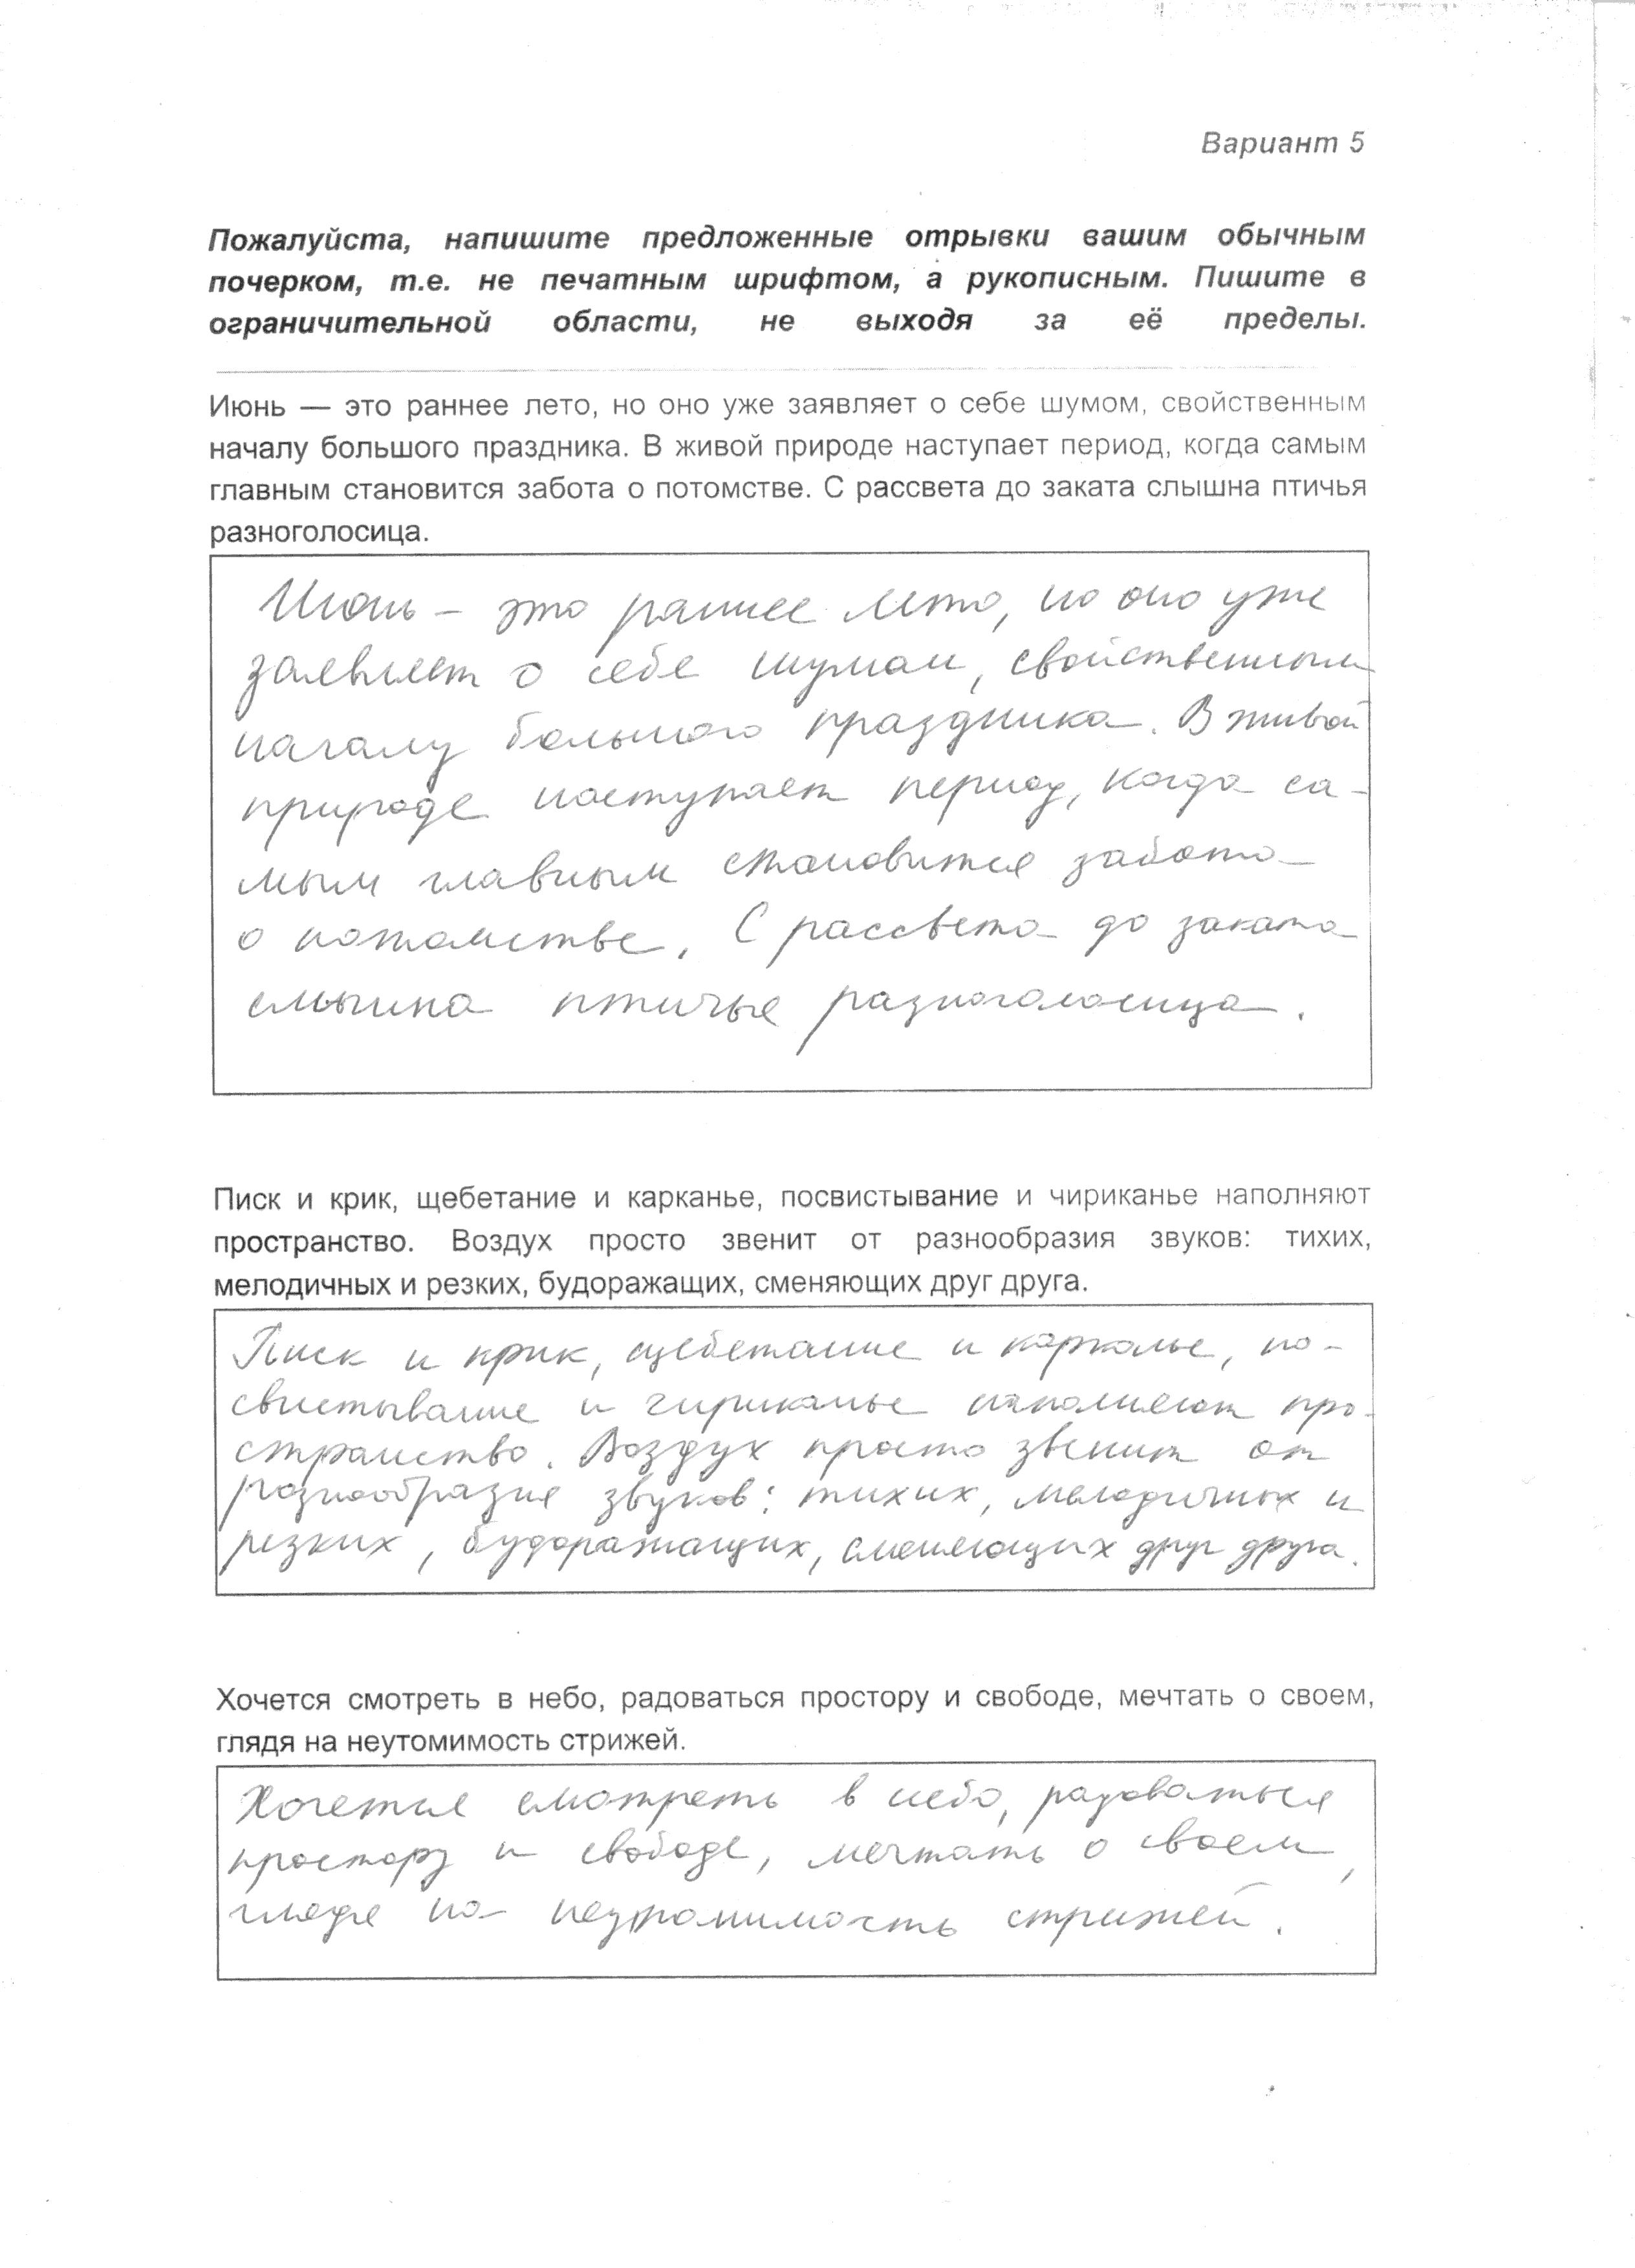 Вариант 5
Пожалуйста, напишите предложенные отрывки вашим обычным
почерком, т.е. не печатным шрифтом, а рукописным. Пишите в
ограничительной области, не выходя за её пределы.
Июнь — это раннее лето, но оно уже заявляет о себе шумом, свойственным
началу большого праздника. В живой природе наступает период, когда самым
главным становится забота о потомстве. С рассвета до заката слышна птичья
разноголосица.
Июнь – это раннее лето, но оно уже
заявляет о себе шумом, свойственным
началу большого праздника. В живой
природе наступает период, когда са-
мым главным становится забота
о потомстве. С рассвета до заката
слышна птичья разноголосица.
Писк и крик, щебетание и карканье, посвистывание и чириканье наполняют
пространство. Воздух просто звенит от разнообразия звуков: тихих,
мелодичных и резких, будоражащих, сменяющих друг друга.
Писк и крик, щебетание и карканье, по-
свистывание и чириканье наполняют про-
странство. Воздух просто звенит от
разнообразия звуков: тихих, мелодичных и
резких, будоражащих, сменяющих друг друга.
Хочется смотреть в небо, радоваться простору и свободе, мечтать о своем,
глядя на неутомимость стрижей.
Хочется смотреть в небо, радоваться
простору и свободе, мечтать о своем,
глядя на неутомимость стрижей.